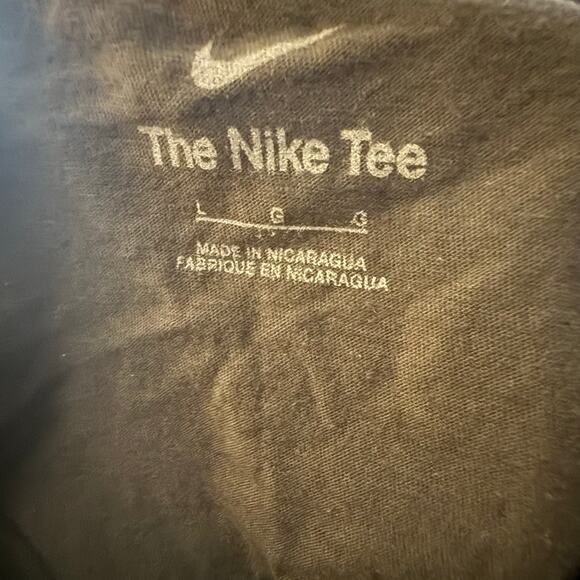 The Nike Tee
L G G
MADE IN NICARAGUA
FABRIQUE EN NICARAGUA